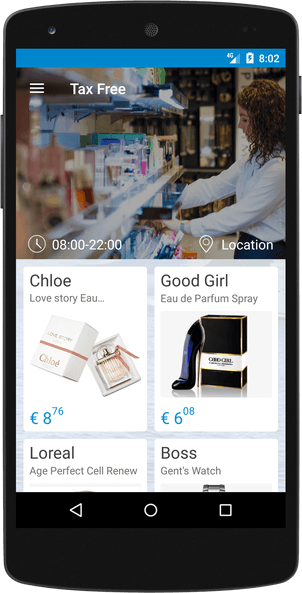 4G 8:02
Tax Free
08:00-22:00 Location
Chloe Good Girl
Love story Eau... Eau de Parfum Spray
LOVE STORY
Chloé
GOOD GIRL
€ 8 76 € 6 08
Loreal Boss
Age Perfect Cell Renew Gent's Watch